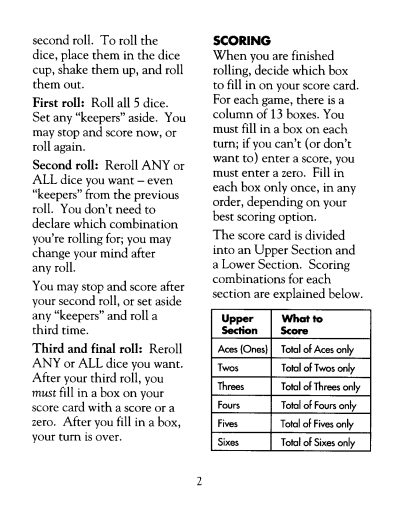 second roll. To roll the
dice, place them in the dice
cup, shake them up, and roll
them out.
First roll: Roll all 5 dice.
Set any “keepers” aside. You
may stop and score now, or
roll again.
Second roll: Reroll ANY or
ALL dice you want – even
“keepers” from the previous
roll. You don’t need to
declare which combination
you’re rolling for; you may
change your mind after
any roll.
You may stop and score after
your second roll, or set aside
any “keepers” and roll a
third time.
Third and final roll: Reroll
ANY or ALL dice you want.
After your third roll, you
must fill in a box on your
score card with a score or a
zero. After you fill in a box,
your turn is over.
SCORING
When you are finished
rolling, decide which box
to fill in on your score card.
For each game, there is a
column of 13 boxes. You
must fill in a box on each
turn; if you can’t (or don’t
want to) enter a score, you
must enter a zero. Fill in
each box only once, in any
order, depending on your
best scoring option.
The score card is divided
into an Upper Section and
a Lower Section. Scoring
combinations for each
section are explained below.
Upper Section What to Score
Aces (Ones) Total of Aces only
Twos Total of Twos only
Threes Total of Threes only
Fours Total of Fours only
Fives Total of Fives only
Sixes Total of Sixes only
2